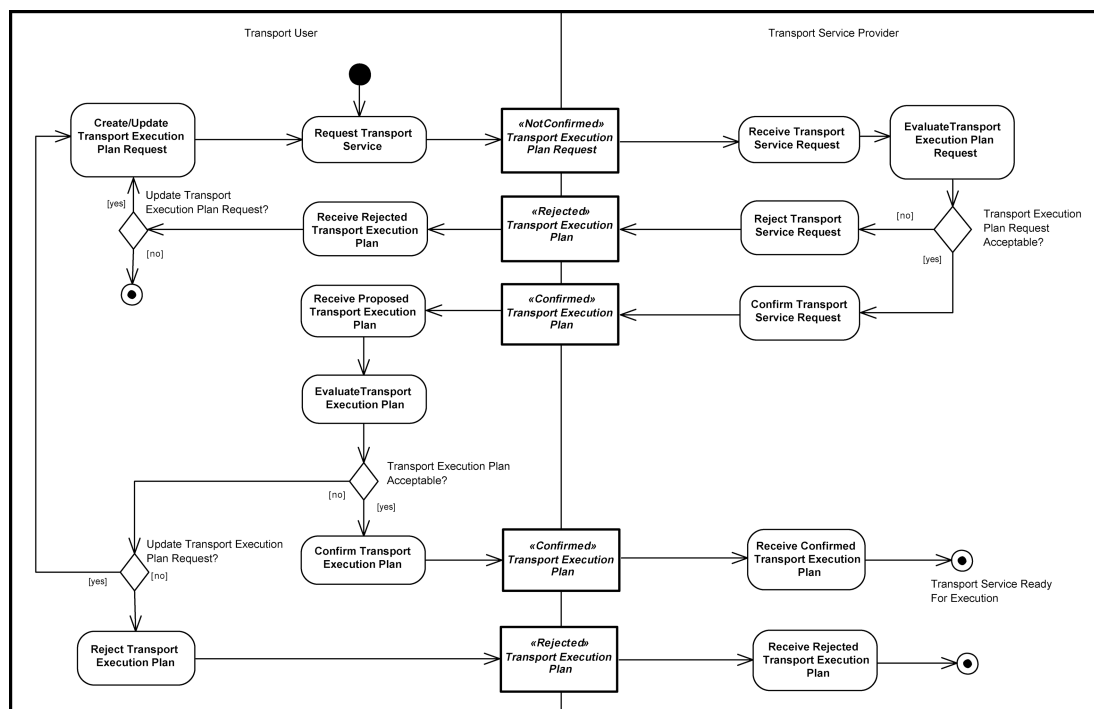 Transport User
Transport Service Provider
Create/Update
Transport Execution
Plan Request
Request Transport
Service
«NotConfirmed»
Transport Execution
Plan Request
Receive Transport
Service Request
EvaluateTransport
Execution Plan
Request
[yes]
Update Transport
Execution Plan Request?
[no]
Receive Rejected
Transport Execution
Plan
«Rejected»
Transport Execution
Plan
Reject Transport
Service Request
[no]
[yes]
Transport Execution
Plan Request
Acceptable?
Receive Proposed
Transport Execution
Plan
«Confirmed»
Transport Execution
Plan
Confirm Transport
Service Request
EvaluateTransport
Execution Plan
Transport Execution Plan
Acceptable?
[no]
[yes]
Update Transport Execution
Plan Request?
[yes]
[no]
Confirm Transport
Execution Plan
«Confirmed»
Transport Execution
Plan
Receive Confirmed
Transport Execution
Plan
Transport Service Ready
For Execution
Reject Transport
Execution Plan
«Rejected»
Transport Execution
Plan
Receive Rejected
Transport Execution
Plan